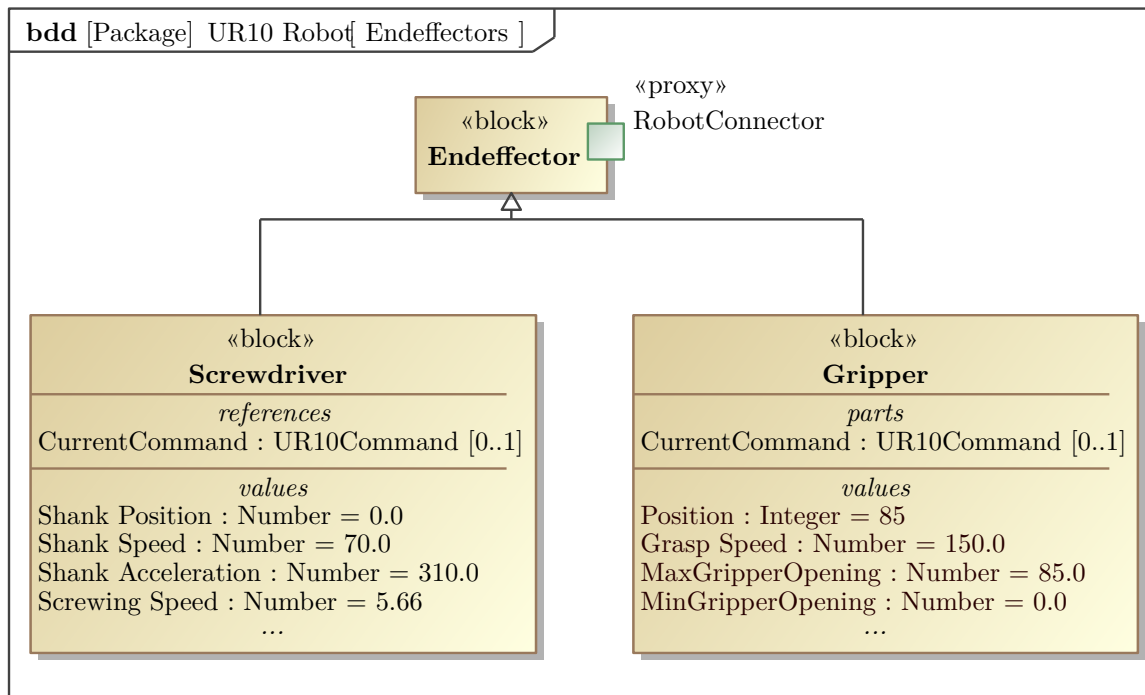 bdd [Package] UR10 Robot[ Endeffectors ]
«proxy»
RobotConnector
«block»
Endeffector
«block»
Screwdriver
references
CurrentCommand : UR10Command [0..1]
values
Shank Position : Number = 0.0
Shank Speed : Number = 70.0
Shank Acceleration : Number = 310.0
Screwing Speed : Number = 5.66
...
«block»
Gripper
parts
CurrentCommand : UR10Command [0..1]
values
Position : Integer = 85
Grasp Speed : Number = 150.0
MaxGripperOpening : Number = 85.0
MinGripperOpening : Number = 0.0
...